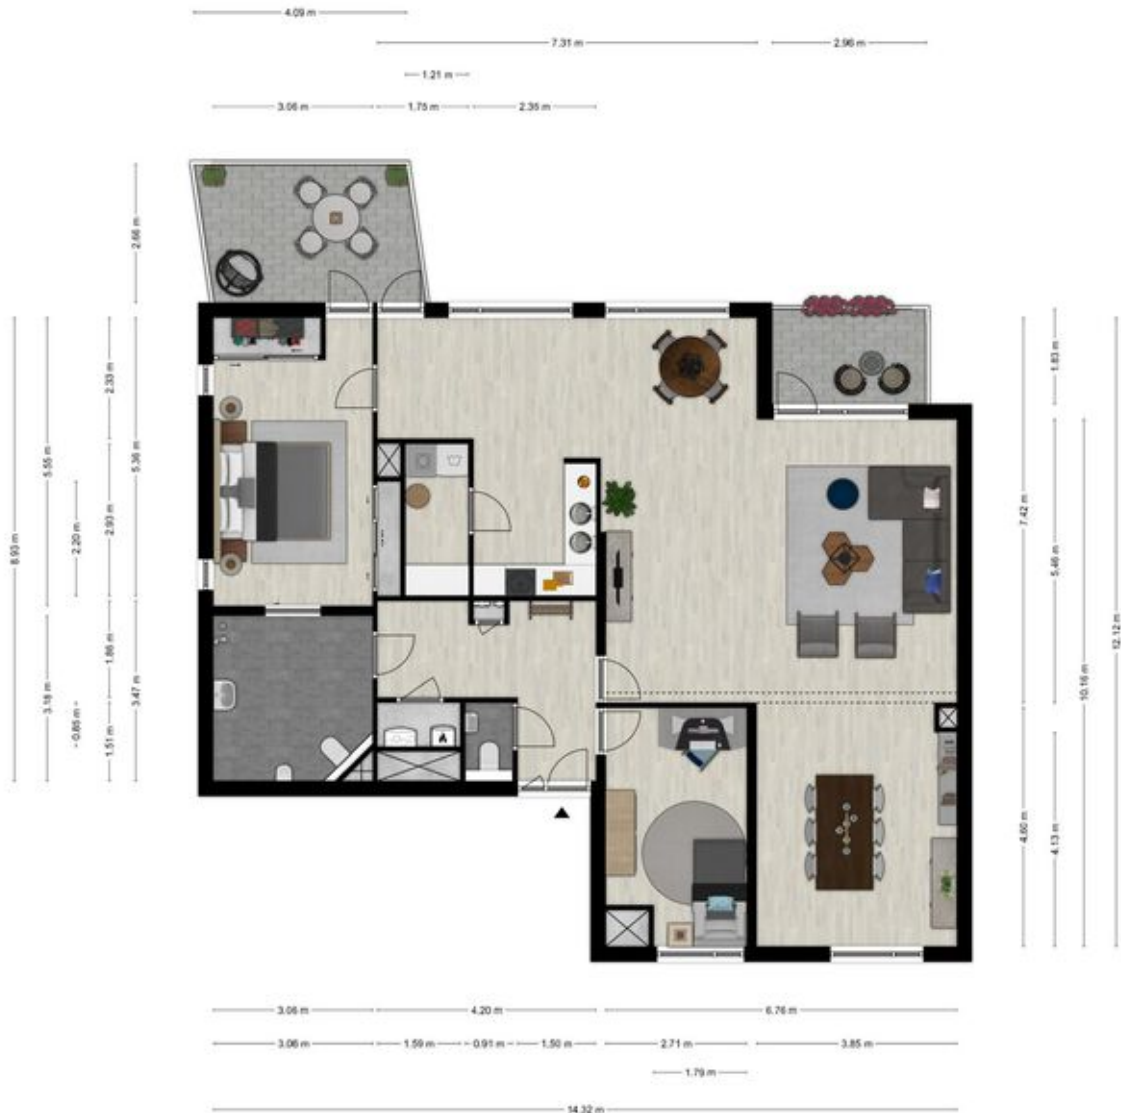 4.09 m
7.31 m
2.96 m
1.21 m
3.06 m
1.75 m
2.35 m
2.66 m
8.93 m
5.55 m
3.18 m
2.20 m
0.85 m
2.33 m
2.93 m
1.86 m
1.51 m
5.36 m
3.47 m
7.42 m
4.60 m
1.83 m
5.46 m
4.13 m
10.16 m
12.12 m
3.06 m
4.20 m
6.76 m
3.06 m
1.59 m
0.91 m
1.50 m
2.71 m
3.85 m
1.79 m
14.32 m